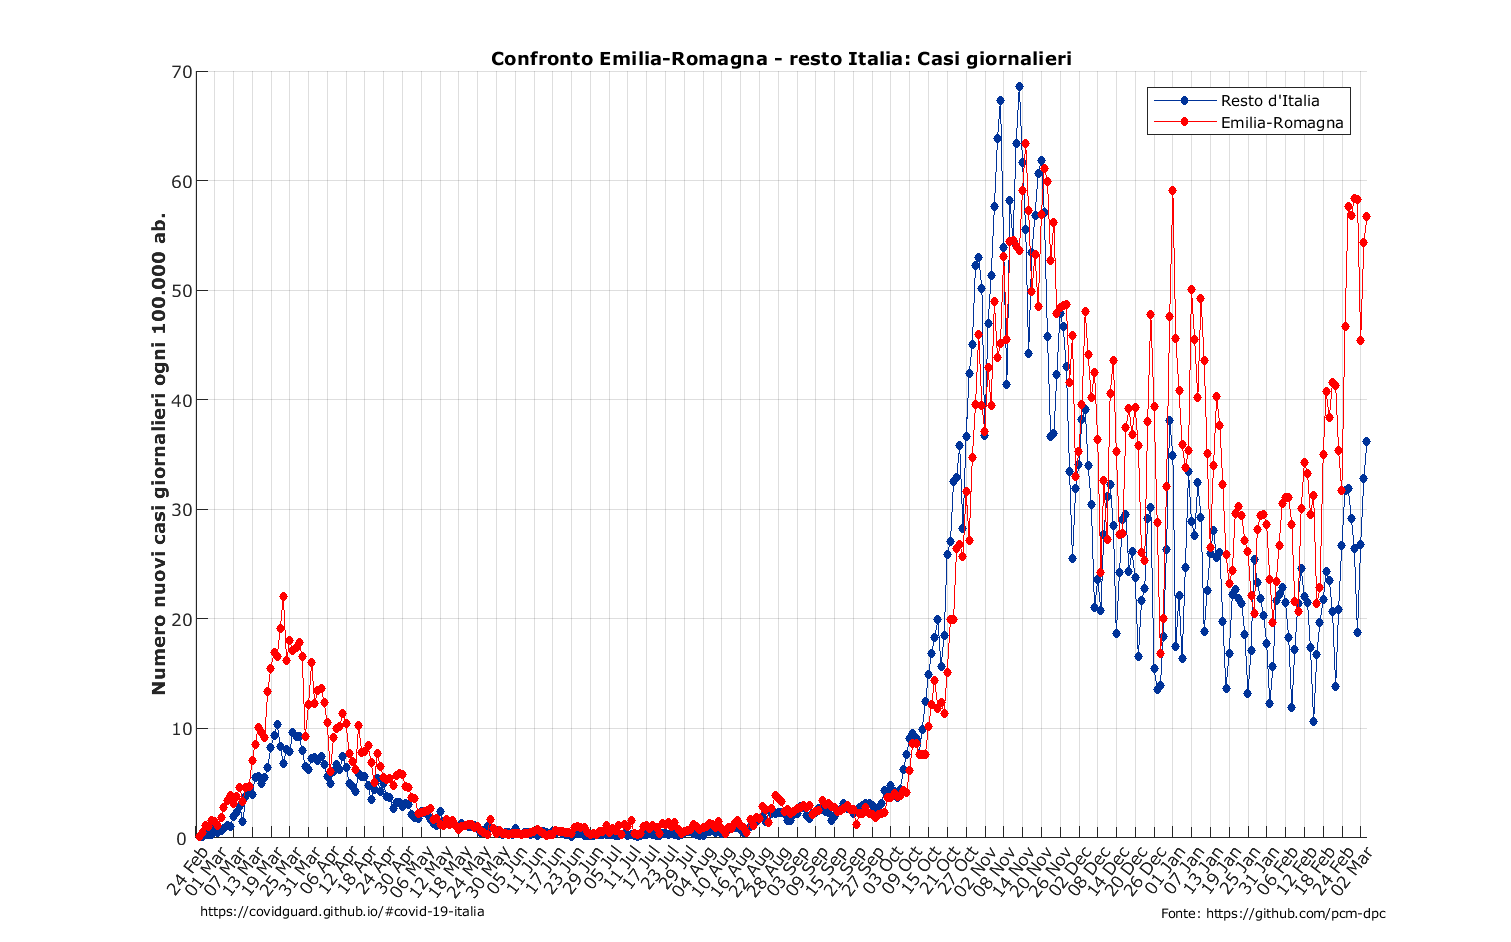 Confronto Emilia-Romagna - resto Italia: Casi giornalieri
Numero nuovi casi giornalieri ogni 100.000 ab.
70
60
50
40
30
20
10
0
Resto d'Italia
Emilia-Romagna
24 Feb
01 Mar
07 Mar
13 Mar
19 Mar
25 Mar
31 Mar
06 Apr
12 Apr
18 Apr
24 Apr
30 Apr
06 May
12 May
18 May
24 May
30 May
05 Jun
11 Jun
17 Jun
23 Jun
29 Jun
05 Jul
11 Jul
17 Jul
23 Jul
29 Jul
04 Aug
10 Aug
16 Aug
22 Aug
28 Aug
03 Sep
09 Sep
15 Sep
21 Sep
27 Sep
03 Oct
09 Oct
15 Oct
21 Oct
27 Oct
02 Nov
08 Nov
14 Nov
20 Nov
26 Nov
02 Dec
08 Dec
14 Dec
20 Dec
26 Dec
01 Jan
07 Jan
13 Jan
19 Jan
25 Jan
31 Jan
06 Feb
12 Feb
18 Feb
24 Feb
02 Mar
https://covidguard.github.io/#covid-19-italia
Fonte: https://github.com/pcm-dpc